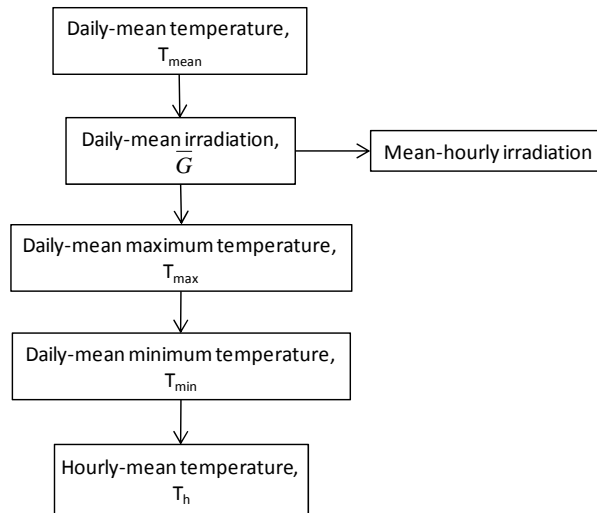 Daily-mean temperature,
T_mean
Daily-mean irradiation,
G̅
Mean-hourly irradiation
Daily-mean maximum temperature,
T_max
Daily-mean minimum temperature,
T_min
Hourly-mean temperature,
T_h